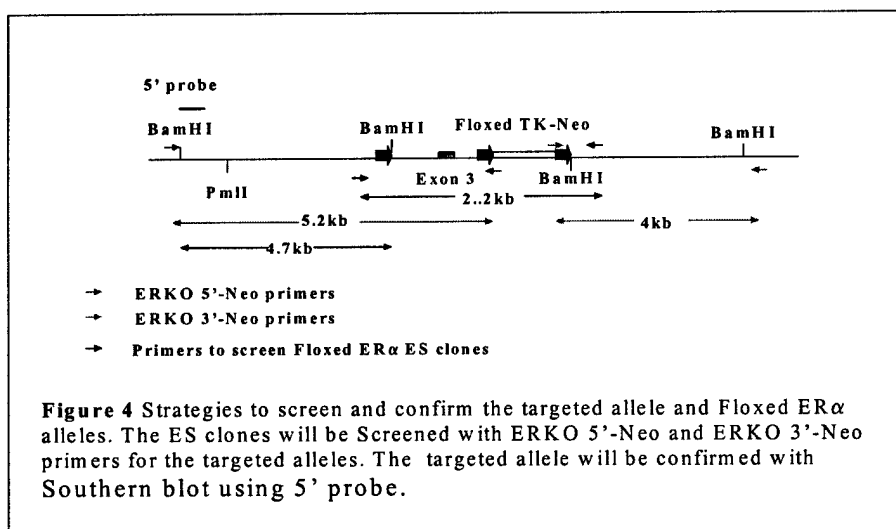 5' probe
BamHI BamHI Floxed TK-Neo BamHI
PmlI Exon 3 BamHI
2..2kb
5.2kb 4kb
4.7kb
ERKO 5'-Neo primers
ERKO 3'-Neo primers
Primers to screen Floxed ERα ES clones
Figure 4 Strategies to screen and confirm the targeted allele and Floxed ERα
alleles. The ES clones will be Screened with ERKO 5'-Neo and ERKO 3'-Neo
primers for the targeted alleles. The targeted allele will be confirmed with
Southern blot using 5' probe.